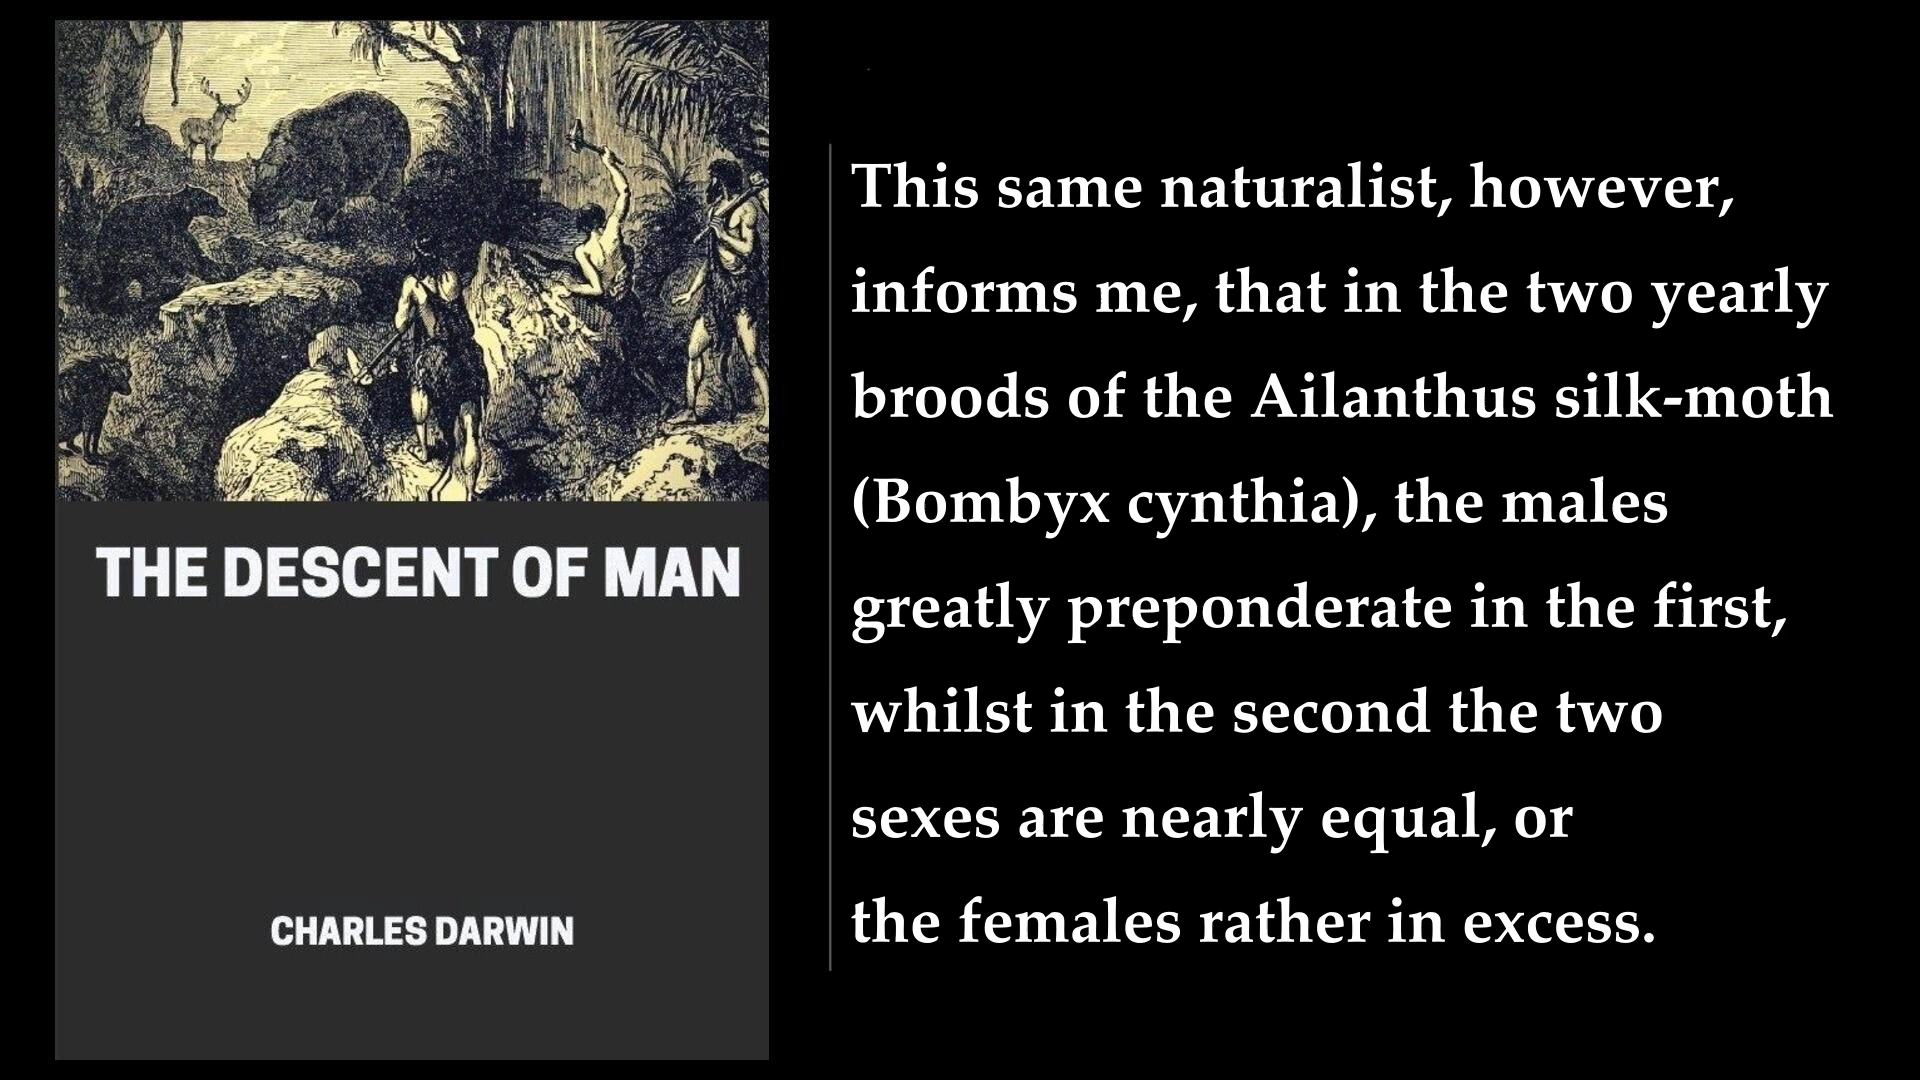 THE DESCENT OF MAN
CHARLES DARWIN
This same naturalist, however,
informs me, that in the two yearly
broods of the Ailanthus silk-moth
(Bombyx cynthia), the males
greatly preponderate in the first,
whilst in the second the two
sexes are nearly equal, or
the females rather in excess.